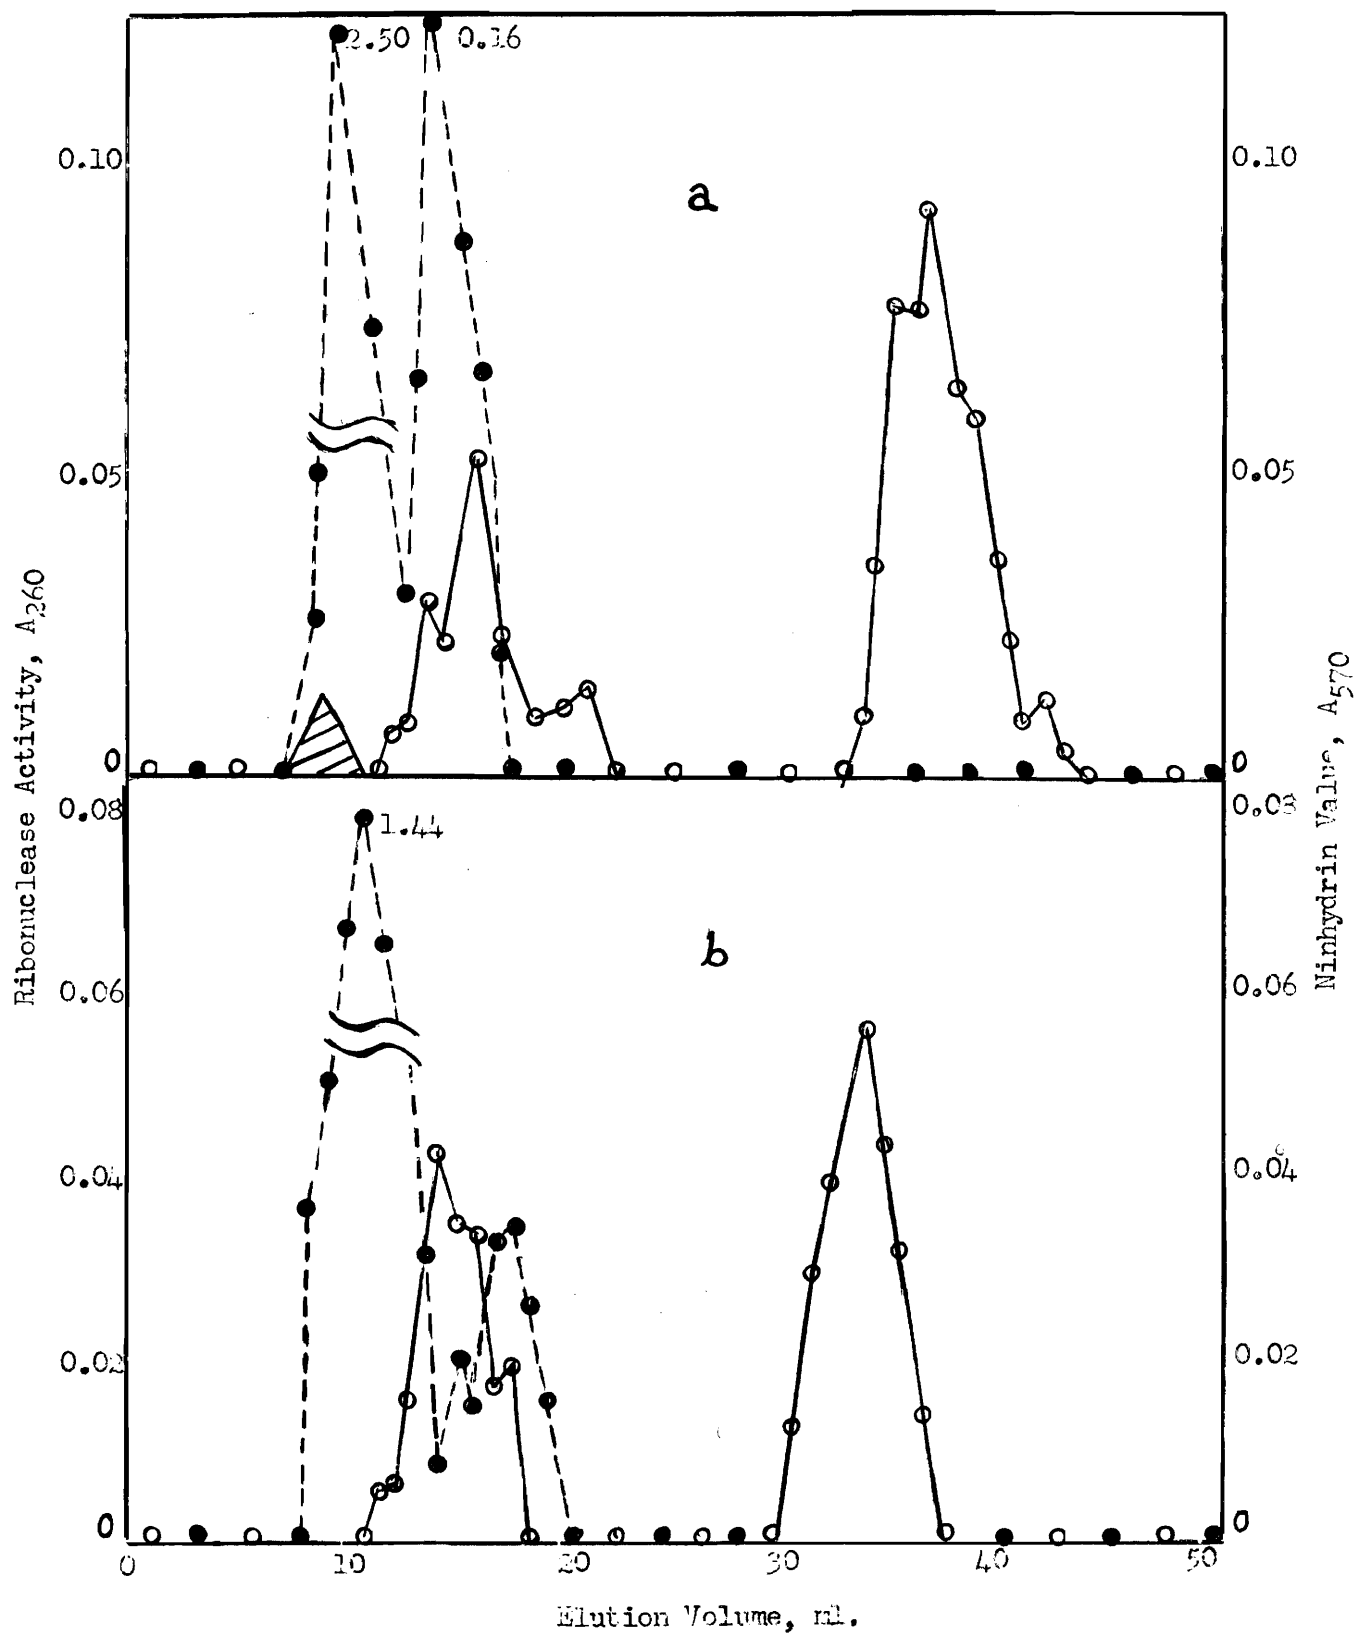 2.50 0.16
0.10 0.10
a
0.05 0.05
0 0
Ribonuclease Activity, A260
Ninhydrin Value, A570
0.08 0.08
1.44
b
0.06 0.06
0.04 0.04
0.02 0.02
0 0
0 10 20 30 40 50
Elution Volume, ml.